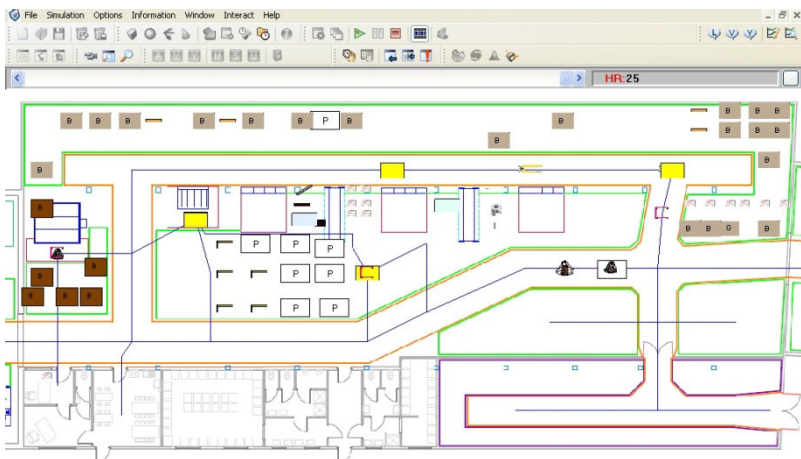 File Simulation Options Information Window Interact Help
HR:25
B B B B B B P B B B B B
B B B B
B B
B
P P P
B B G B
B P P P
B B B P P P